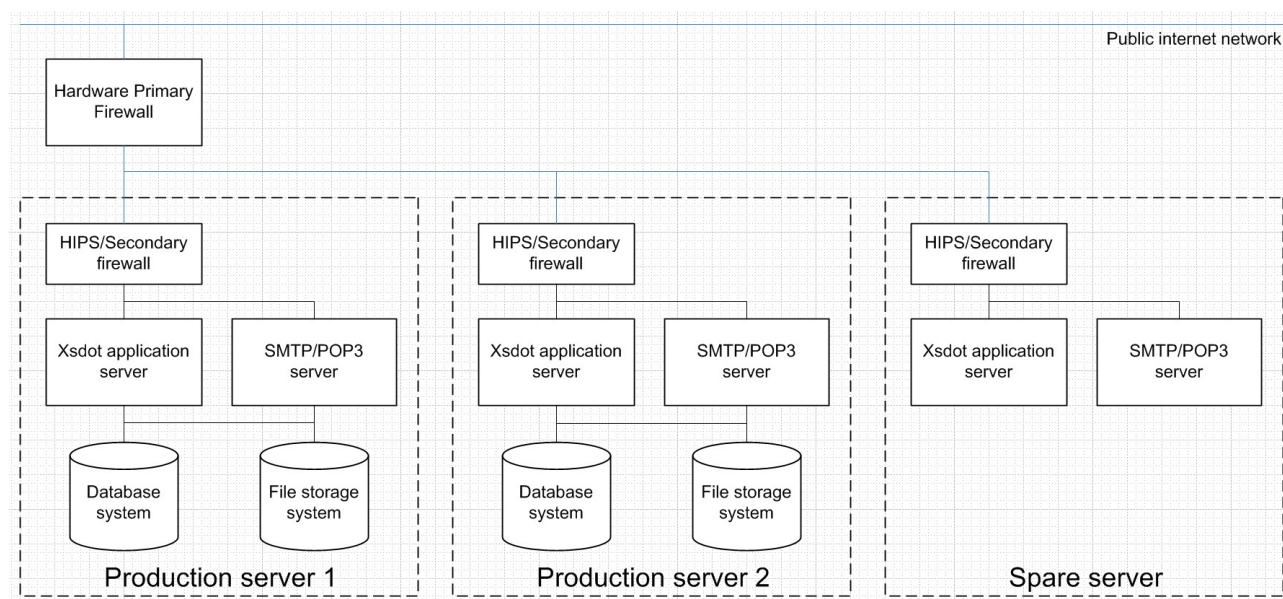 Public internet network
Hardware Primary
Firewall
HIPS/Secondary
firewall
Xsdot application
server
SMTP/POP3
server
Database
system
File storage
system
Production server 1
HIPS/Secondary
firewall
Xsdot application
server
SMTP/POP3
server
Database
system
File storage
system
Production server 2
HIPS/Secondary
firewall
Xsdot application
server
SMTP/POP3
server
Spare server